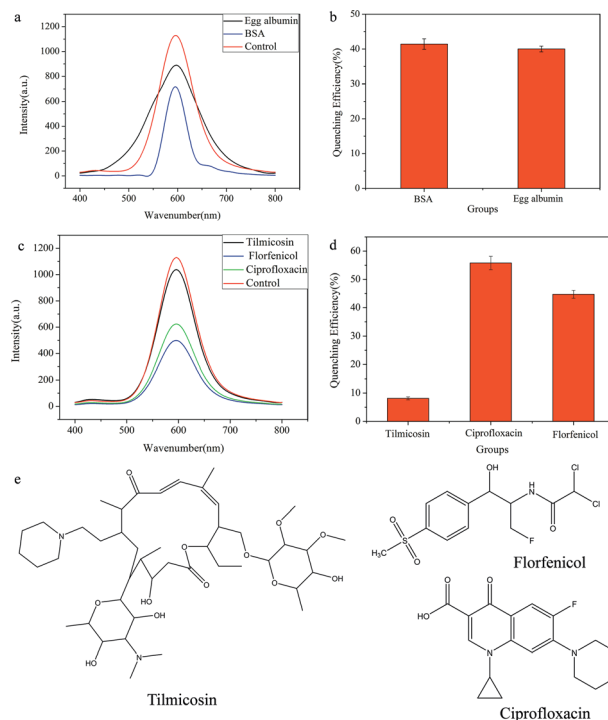 a
1200
1000
800
600
400
200
0
Intensity(a.u.)
400 500 600 700 800
Wavenumber(nm)
Egg albumin
BSA
Control
b
50
40
30
20
10
0
Quenching Efficiency(%)
BSA Egg albumin
Groups
c
1200
1000
800
600
400
200
0
Intensity(a.u.)
400 500 600 700 800
Wavenumber(nm)
Tilmicosin
Florfenicol
Ciprofloxacin
Control
d
60
50
40
30
20
10
0
Quenching Efficiency(%)
Tilmicosin Ciprofloxacin Florfenicol
Groups
e
O
N
O
O
O
O
O
OH
HO
O
O
OH
HO
N
Tilmicosin
OH
Cl
H
N
Cl
O
F
O
S
O
H₃C
Florfenicol
O
O
HO
F
N
N
Ciprofloxacin